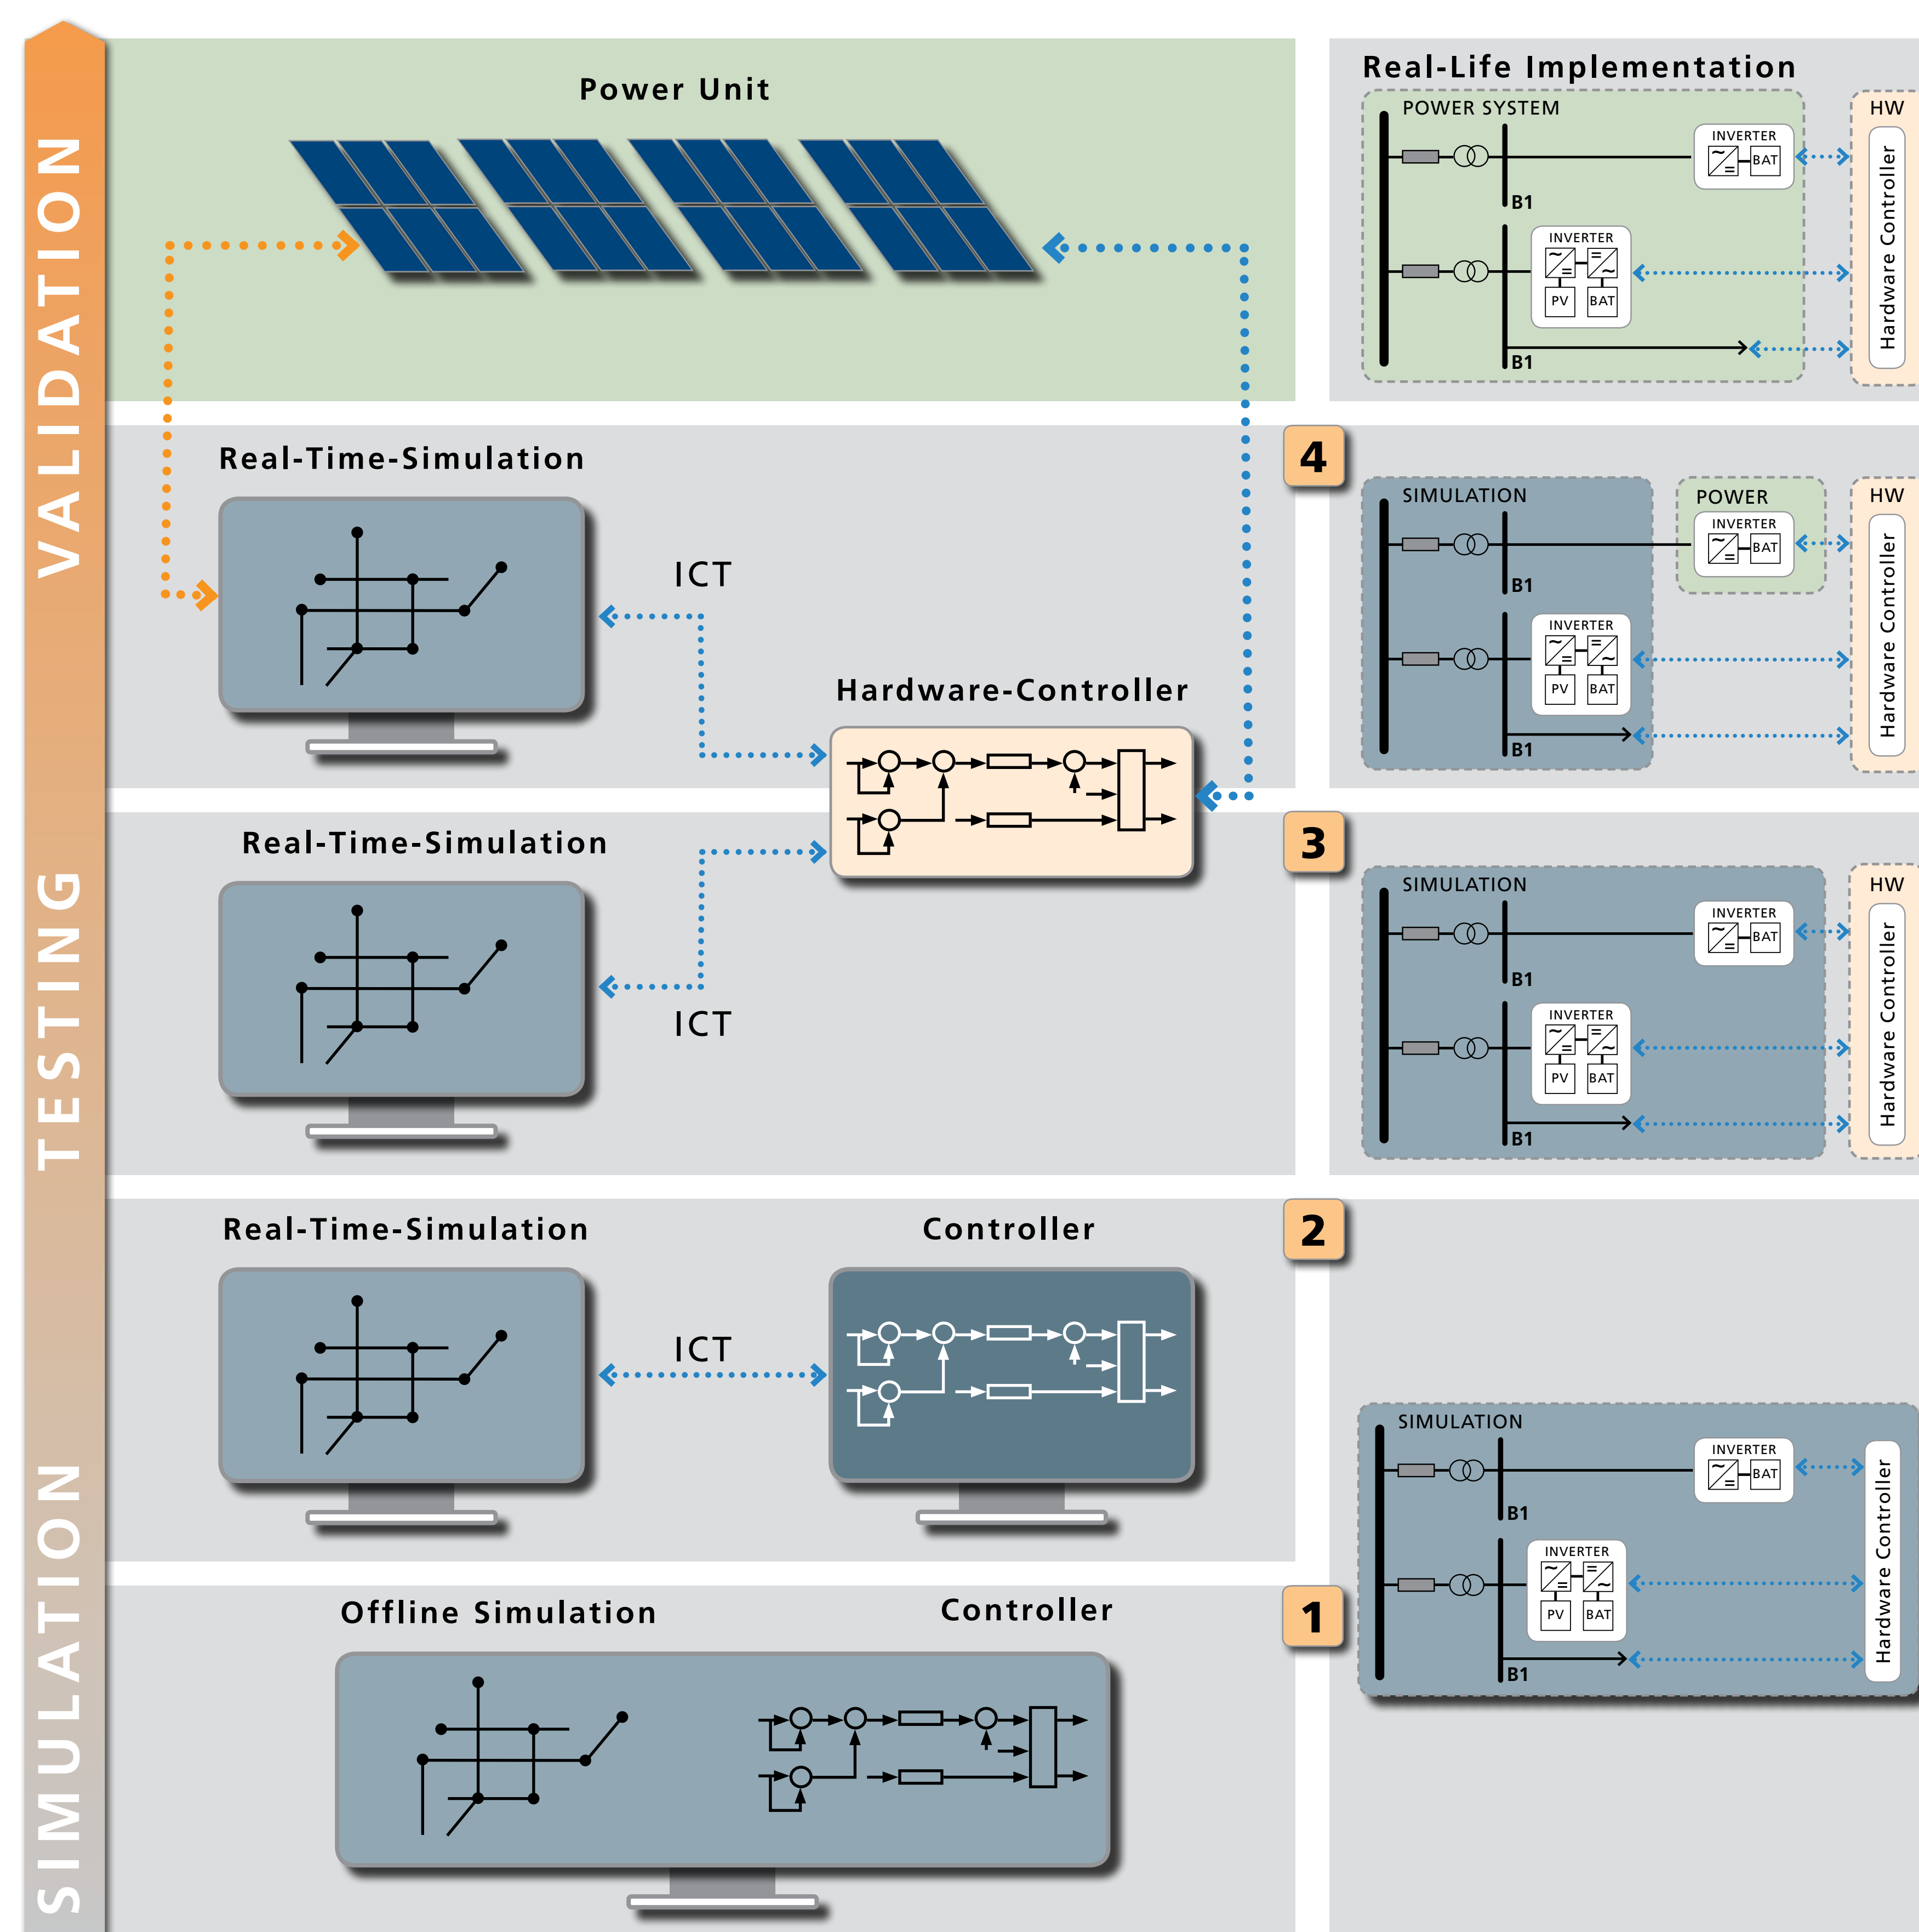 VALIDATION
TESTING
SIMULATION
Power Unit
Real-Time-Simulation
ICT
Hardware-Controller
Real-Time-Simulation
ICT
Real-Time-Simulation
Controller
ICT
Offline Simulation
Controller
Real-Life Implementation
POWER SYSTEM
HW
INVERTER
BAT
B1
INVERTER
PV
BAT
B1
Hardware Controller
4
SIMULATION
POWER
HW
INVERTER
BAT
B1
INVERTER
PV
BAT
B1
Hardware Controller
3
SIMULATION
HW
INVERTER
BAT
B1
INVERTER
PV
BAT
B1
Hardware Controller
2
1
SIMULATION
INVERTER
BAT
B1
INVERTER
PV
BAT
B1
Hardware Controller